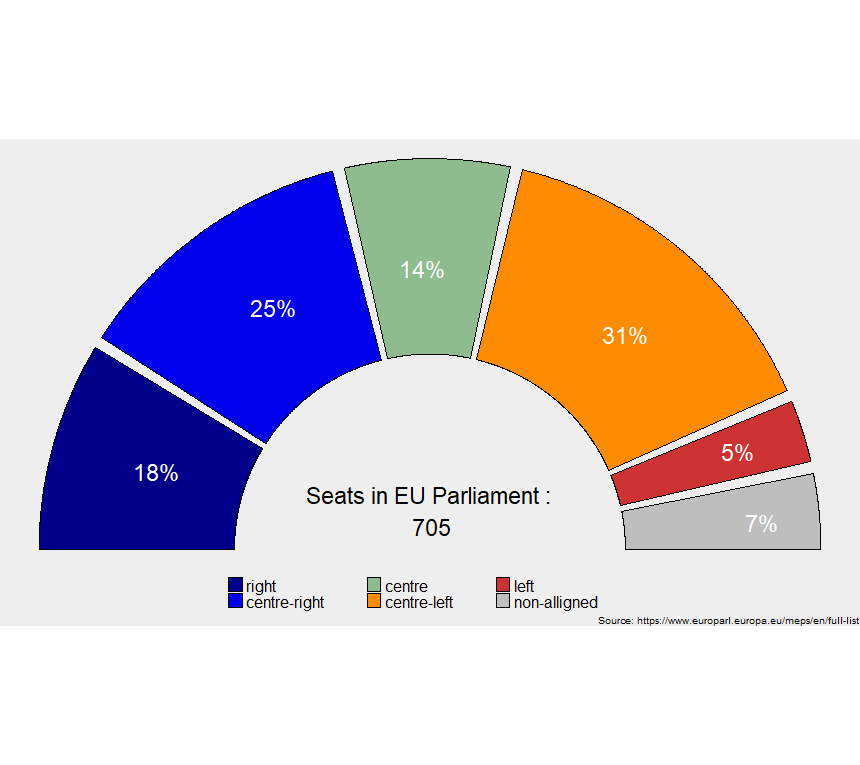 14%
25%
31%
5%
18%
Seats in EU Parliament :
705
7%
right
centre
left
centre-right
centre-left
non-alligned
Source: https://www.europarl.europa.eu/meps/en/full-list